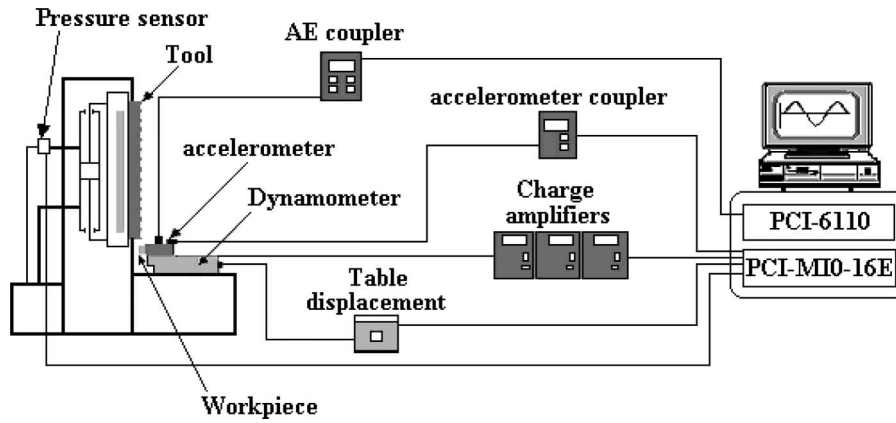 Pressure sensor
Tool
AE coupler
accelerometer coupler
accelerometer
Dynamometer
Charge
amplifiers
PCI-6110
PCI-MI0-16E
Table
displacement
Workpiece